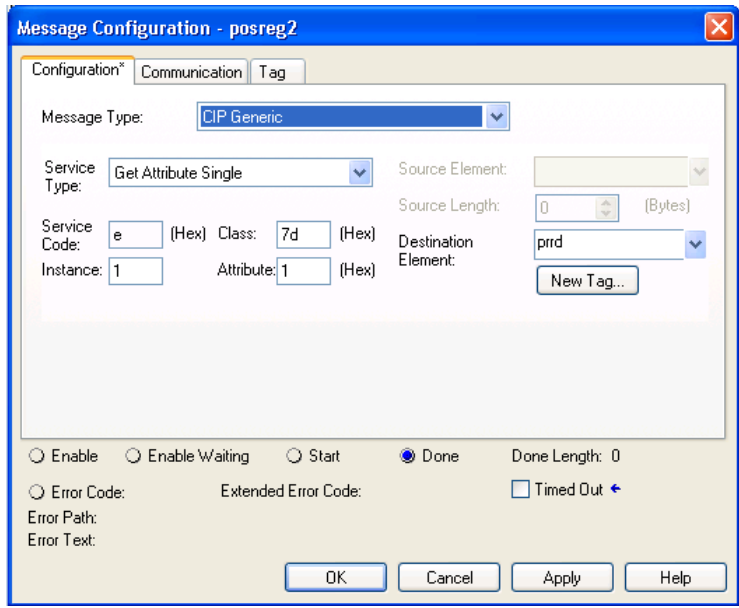 Message Configuration - posreg2
Configuration* Communication Tag
Message Type: CIP Generic
Service Type: Get Attribute Single
Source Element:
Source Length: 0 (Bytes)
Service Code: e (Hex) Class: 7d (Hex)
Destination Element: prrd
Instance: 1 Attribute: 1 (Hex)
New Tag...
Enable Enable Waiting Start Done Done Length: 0
Error Code: Extended Error Code: Timed Out
Error Path:
Error Text:
OK Cancel Apply Help